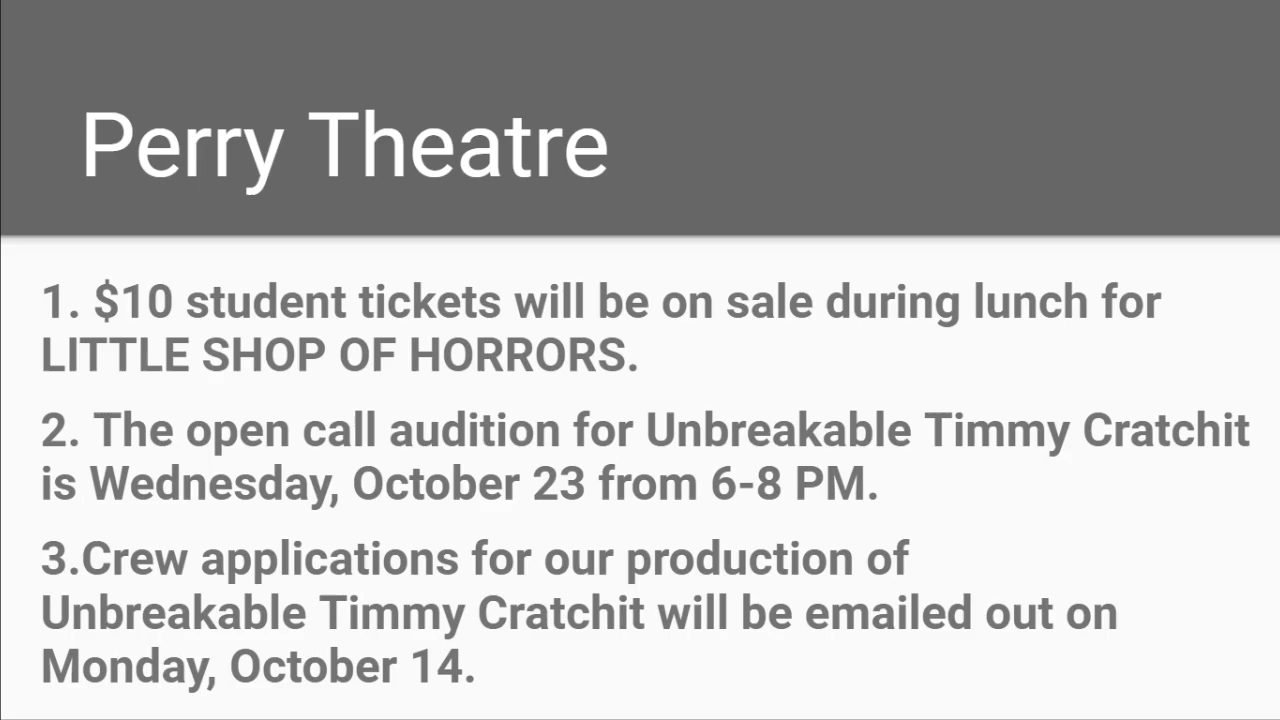 Perry Theatre
1. $10 student tickets will be on sale during lunch for
LITTLE SHOP OF HORRORS.
2. The open call audition for Unbreakable Timmy Cratchit
is Wednesday, October 23 from 6-8 PM.
3.Crew applications for our production of
Unbreakable Timmy Cratchit will be emailed out on
Monday, October 14.